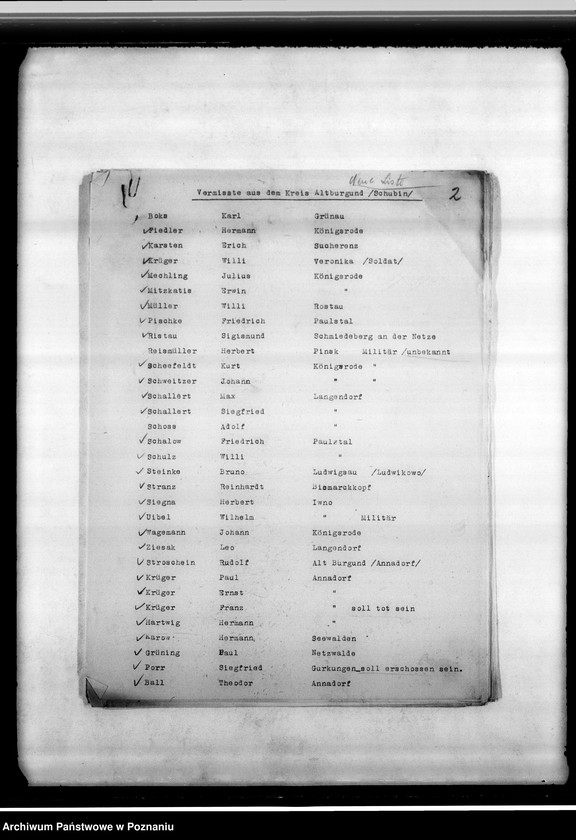 Neue Liste
Vermisste aus dem Kreis Altburgund /Schubin/ 2
Boks Karl Grünau
Fiedler Hermann Königsrode
Karsten Erich Sucherenz
Krüger Willi Veronika /Soldat/
Mechling Julius Königsrode
Mitzkatis Erwin "
Müller Willi Rostau
Pischke Friedrich Paulstal
Ristau Sigismund Schmiedeberg an der Netze
Reismüller Herbert Pinsk Militär /unbekannt
Scheefeldt Kurt Königsrode "
Schweitzer Johann " "
Schallert Max Langendorf
Schallert Siegfried "
Schoss Adolf "
Schalow Friedrich Paulstal
Schulz Willi "
Steinke Bruno Ludwigsau /Ludwikowo/
Stranz Reinhardt Bismarckkopf
Siegna Herbert Iwno
Uibel Wilhelm " Militär
Wagemann Johann Königsrode
Ziesak Leo Langendorf
Stroschein Rudolf Alt Burgund /Annadorf/
Krüger Paul Annadorf
Krüger Ernst "
Krüger Franz " soll tot sein
Hartwig Hermann "
Karow Hermann Seewalden
Grüning Paul Netzwalde
Porr Siegfried Gurkungen soll erschossen sein.
Ball Theodor Annadorf
Archiwum Państwowe w Poznaniu